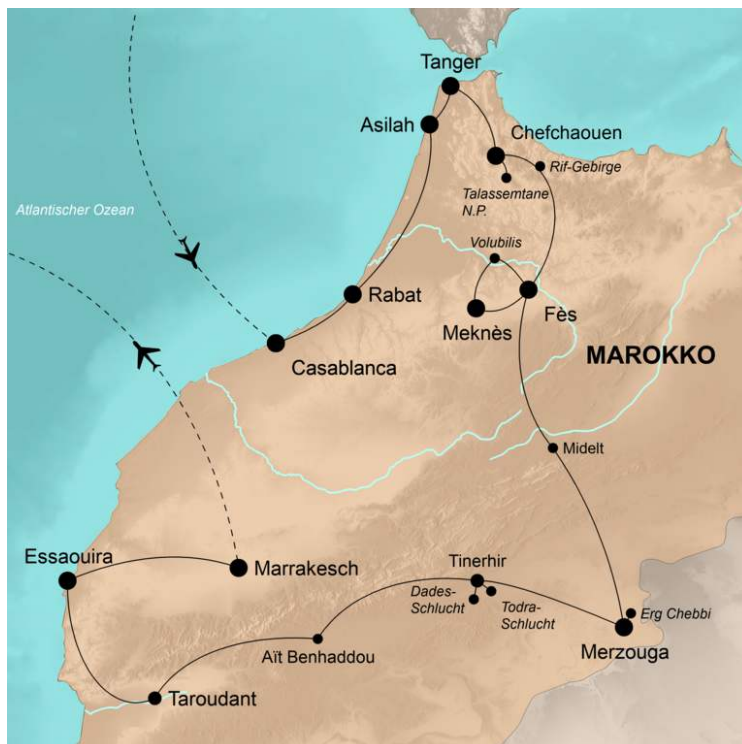 Tanger
Asilah
Chefchaouen
Rif-Gebirge
Talassemtane
N.P.
Atlantischer Ozean
Volubilis
Rabat
Fès
Meknès
MAROKKO
Casablanca
Midelt
Essaouira
Marrakesch
Tinerhir
Dades-
Schlucht
Todra-
Schlucht
Erg Chebbi
Aït Benhaddou
Merzouga
Taroudant